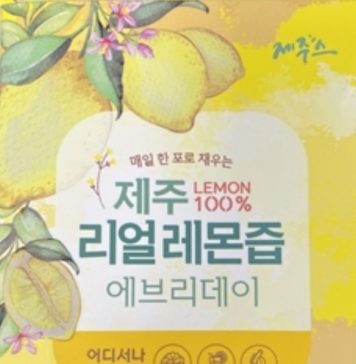 제주스
매일 한 포로 채우는
제주 LEMON 100%
리얼 레몬즙
에브리데이
어디서나